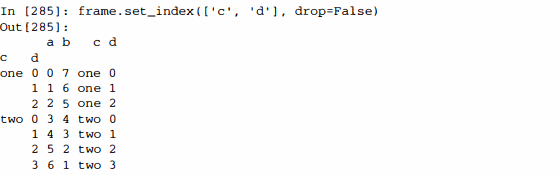 In [285]: frame.set_index(['c', 'd'], drop=False)
Out[285]:
a b c d
c d
one 0 0 7 one 0
1 1 6 one 1
2 2 5 one 2
two 0 3 4 two 0
1 4 3 two 1
2 5 2 two 2
3 6 1 two 3